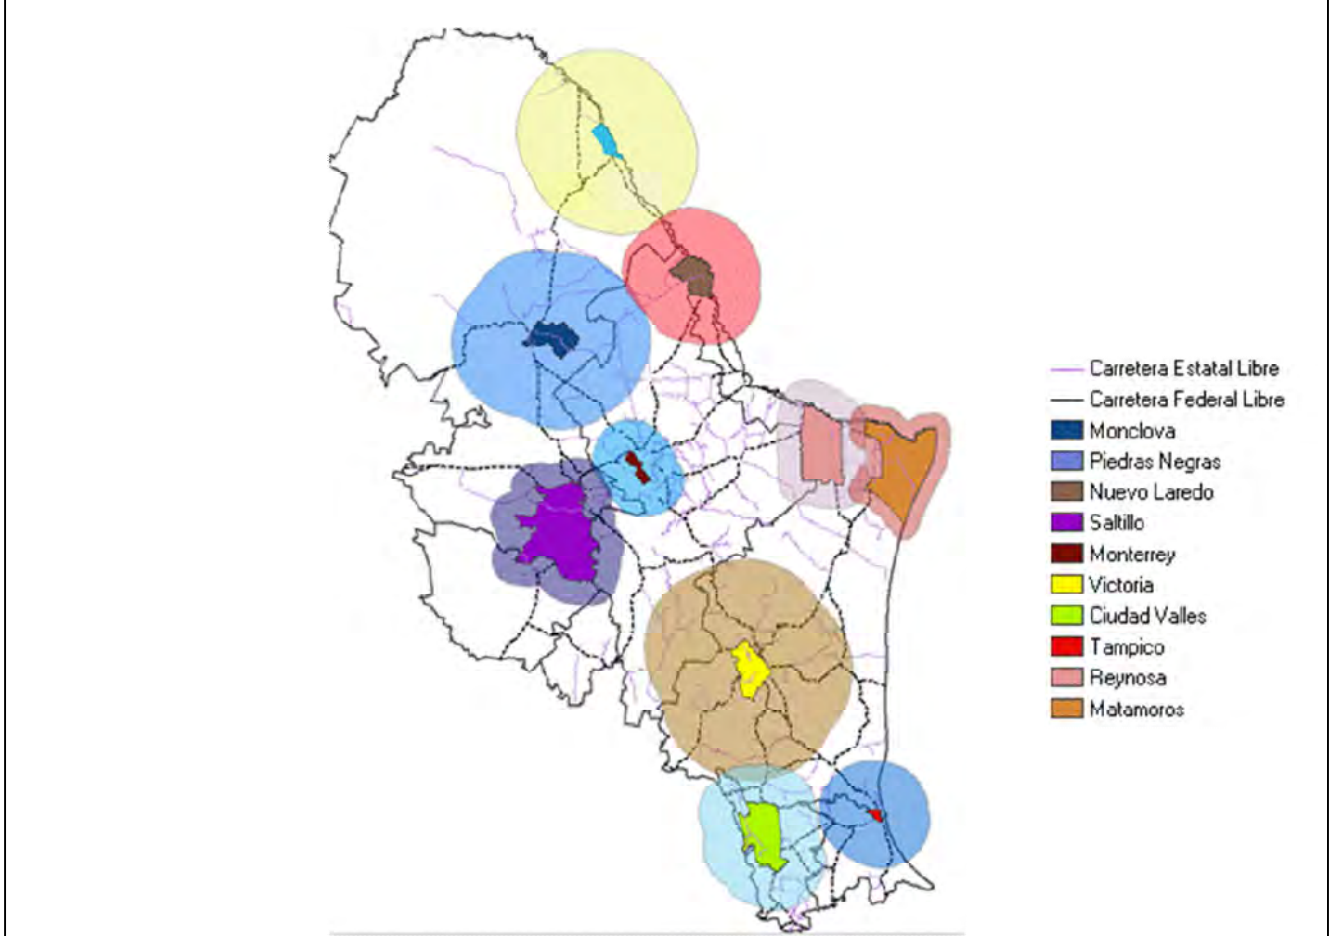 Carretera Estatal Libre
Carretera Federal Libre
Monclova
Piedras Negras
Nuevo Laredo
Saltillo
Monterrey
Victoria
Ciudad Valles
Tampico
Reynosa
Matamoros